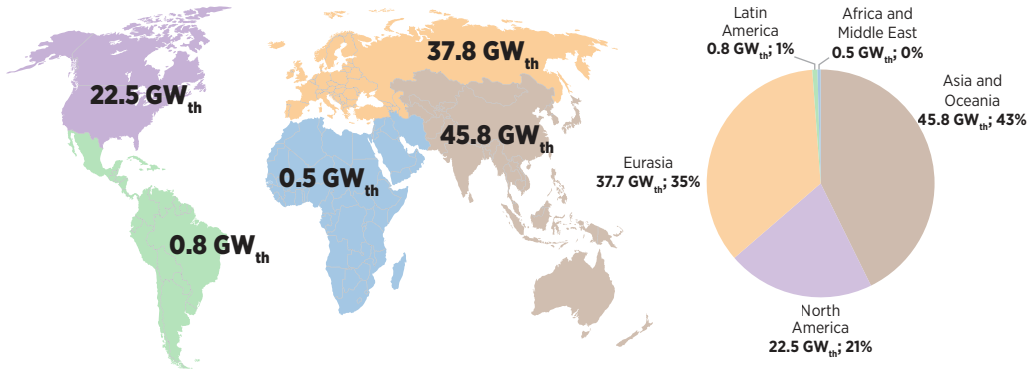 22.5 GWth
37.8 GWth
45.8 GWth
0.5 GWth
0.8 GWth
Latin
America
0.8 GWth; 1%
Africa and
Middle East
0.5 GWth; 0%
Asia and
Oceania
45.8 GWth; 43%
Eurasia
37.7 GWth; 35%
North
America
22.5 GWth; 21%